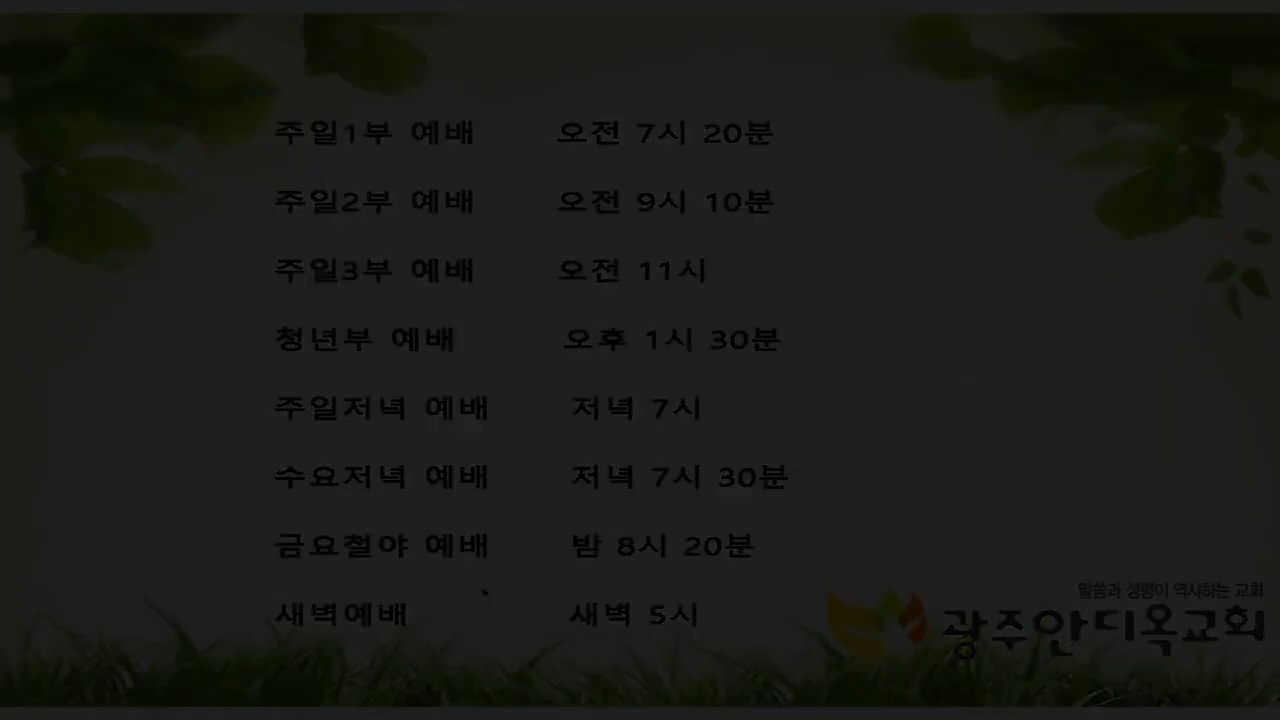 주일1부 예배 오전 7시 20분
주일2부 예배 오전 9시 10분
주일3부 예배 오전 11시
청년부 예배 오후 1시 30분
주일저녁 예배 저녁 7시
수요저녁 예배 저녁 7시 30분
금요철야 예배 밤 8시 20분
새벽예배 새벽 5시
말씀과 성령이 역사하는 교회
광주안디옥교회